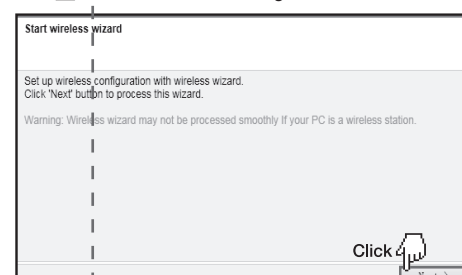 Start wireless wizard
Set up wireless configuration with wireless wizard.
Click 'Next' button to process this wizard.
Warning: Wireless wizard may not be processed smoothly If your PC is a wireless station.
Click